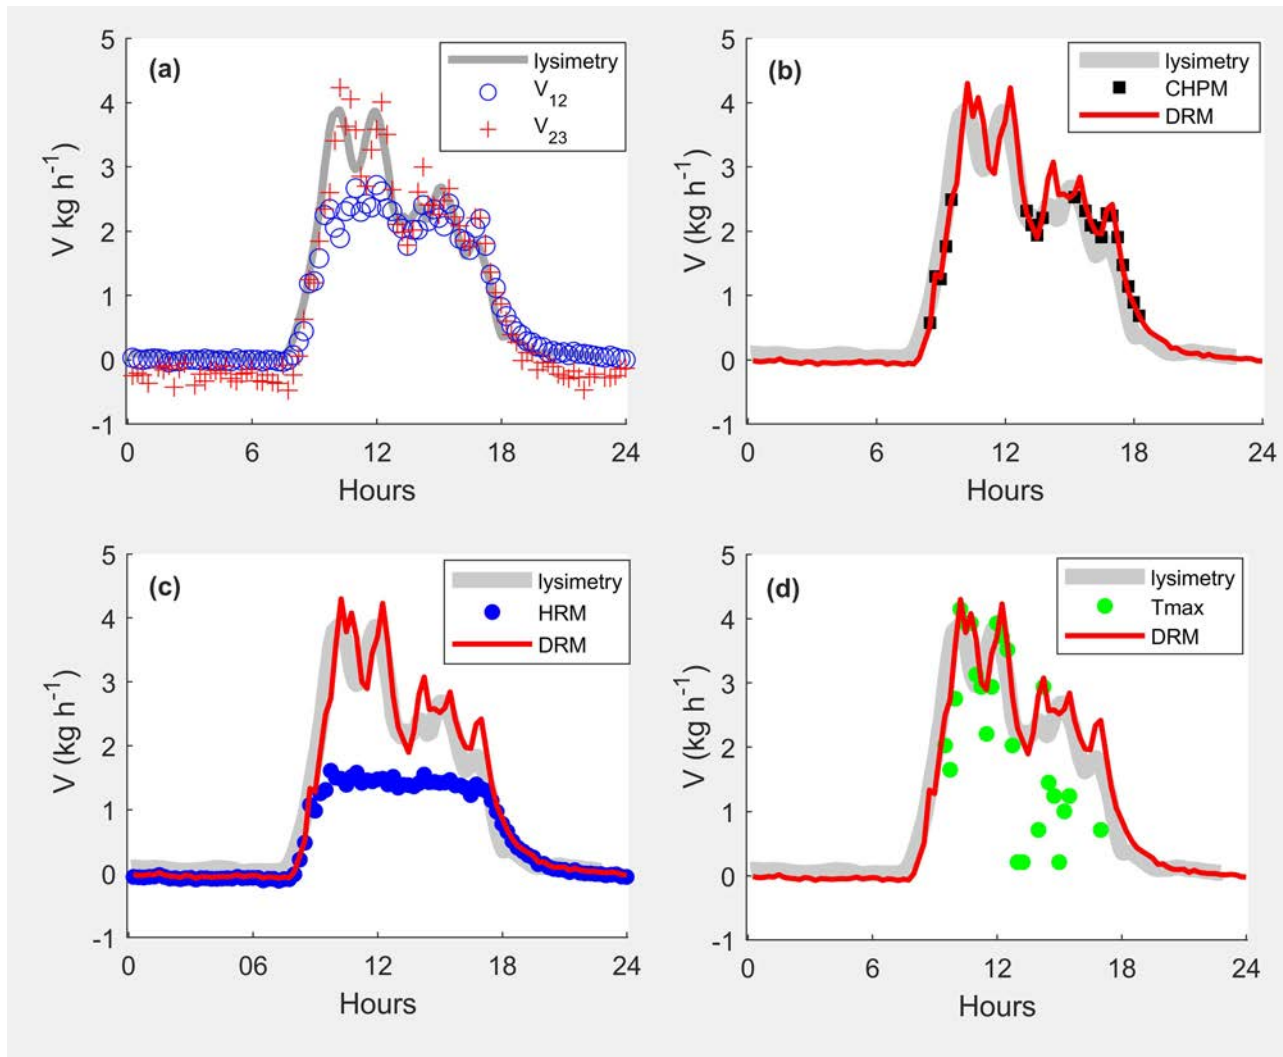 (a)
lysimetry
V12
V23
5
4
3
2
1
0
-1
V kg h-1
0 6 12 18 24
Hours
(b)
lysimetry
CHPM
DRM
5
4
3
2
1
0
-1
V (kg h-1)
0 6 12 18 24
Hours
(c)
lysimetry
HRM
DRM
5
4
3
2
1
0
-1
V (kg h-1)
0 06 12 18 24
Hours
(d)
lysimetry
Tmax
DRM
5
4
3
2
1
0
-1
V (kg h-1)
0 6 12 18 24
Hours